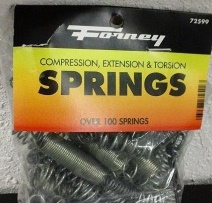 72599
Forney
COMPRESSION, EXTENSION & TORSION
SPRINGS
OVER 100 SPRINGS